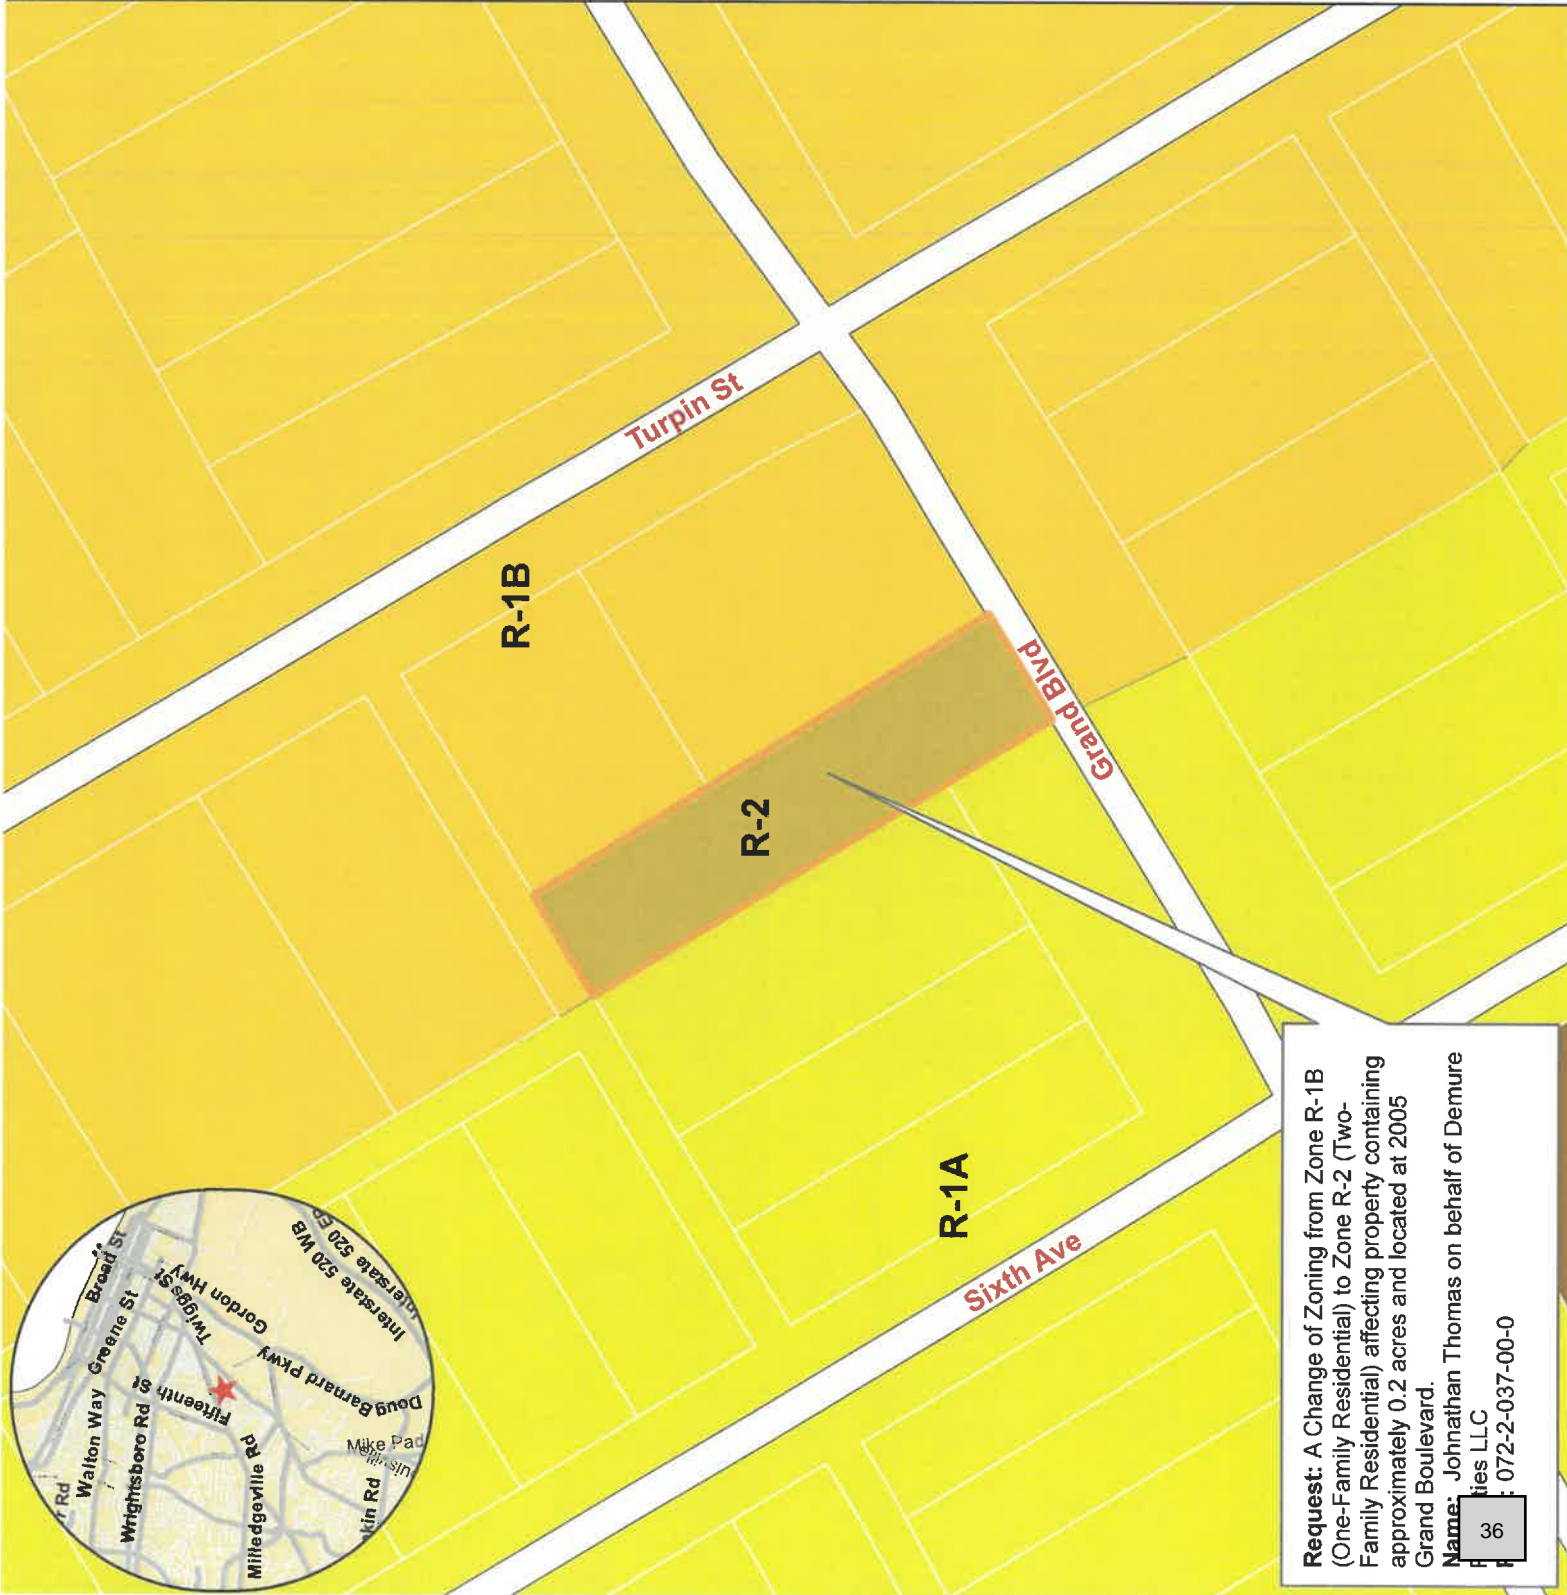 Turpin St
R-1B
R-2
Grand Blvd
R-1A
Sixth Ave
Broad St
Greene St
Walton Way
Wrightsboro Rd
Fifteenth St
Twiggs St
Gordon Hwy
Interstate 520 WB
Interstate 520
Doug Barnard Pkwy
Milledgeville Rd
Mike Pad
kin Rd
r Rd
Request: A Change of Zoning from Zone R-1B
(One-Family Residential) to Zone R-2 (Two-
Family Residential) affecting property containing
approximately 0.2 acres and located at 2005
Grand Boulevard.
Name: Johnathan Thomas on behalf of Demure
ties LLC
: 072-2-037-00-0
36